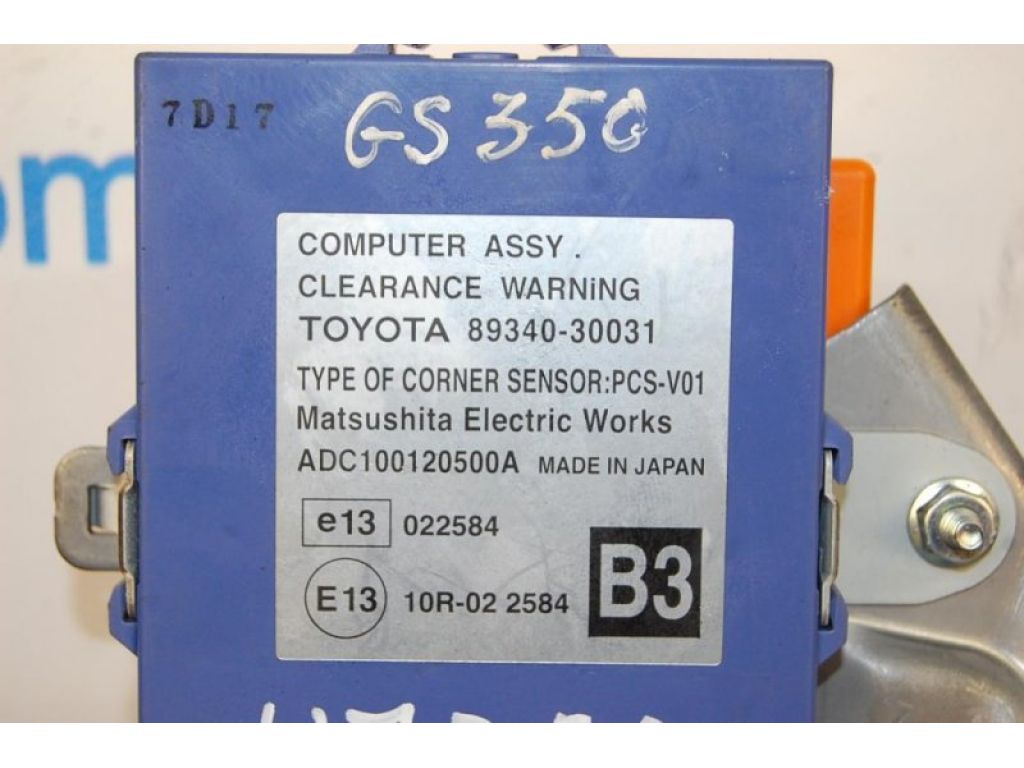 7D17
GS 350
om
COMPUTER ASSY.
CLEARANCE WARNiNG
TOYOTA 89340-30031
TYPE OF CORNER SENSOR:PCS-V01
Matsushita Electric Works
ADC100120500A MADE IN JAPAN
e13 022584
E13 10R-02 2584
B3